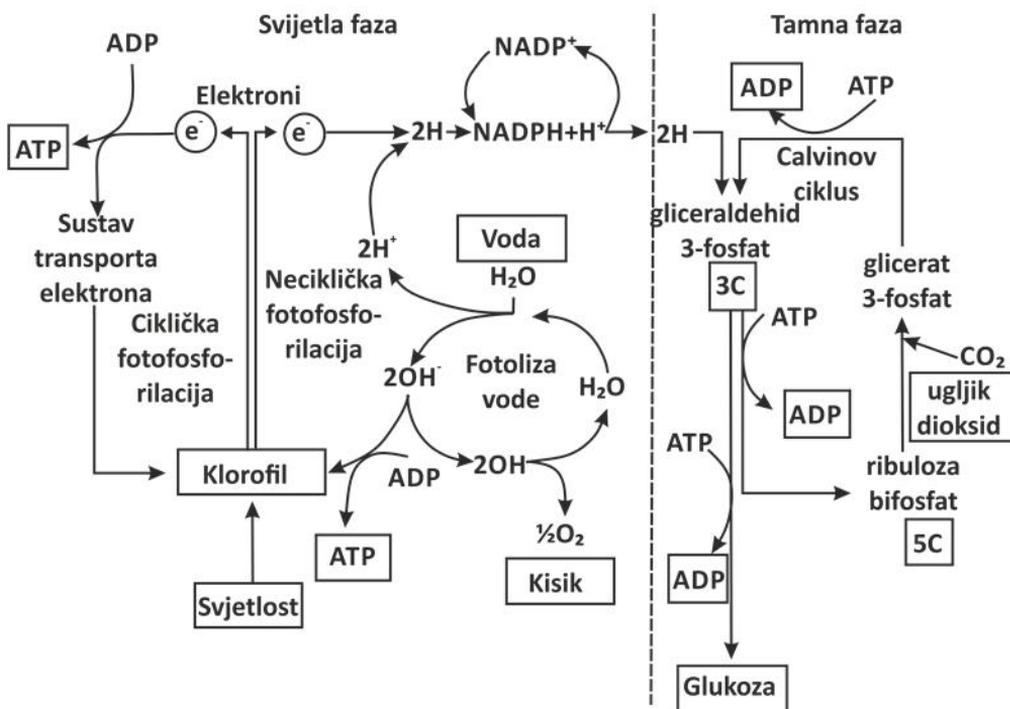 Svijetla faza
Tamna faza
ADP
NADP⁺
Elektroni
ADP
ATP
ATP
e⁻
e⁻
2H
NADPH+H⁺
2H
Calvinov
ciklus
Sustav
transporta
elektrona
2H⁺
Voda
H₂O
gliceraldehid
3-fosfat
3C
glicerat
3-fosfat
Ciklička
fotofosfo-
rilacija
Neciklička
fotofosfo-
rilacija
ATP
CO₂
2OH⁻
Fotoliza
vode
H₂O
ADP
ugljik
dioksid
ATP
Klorofil
ADP
2OH
ribuloza
bifosfat
ATP
½O₂
5C
Svjetlost
Kisik
ADP
Glukoza